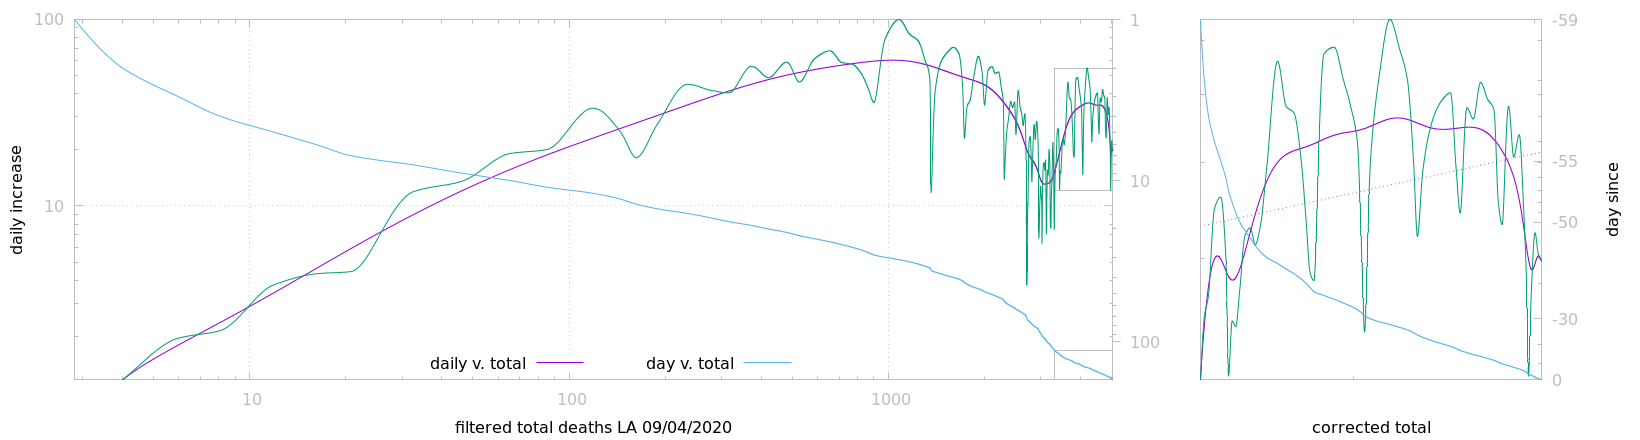 100
10
daily increase
1
10
100
daily v. total
day v. total
10
100
1000
filtered total deaths LA 09/04/2020
-59
-55
-50
-30
0
day since
corrected total